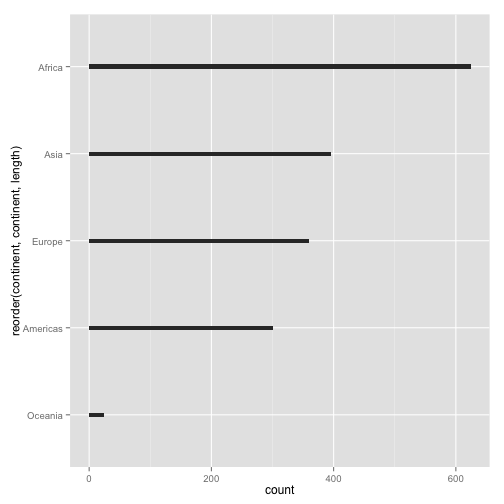 reorder(continent, continent, length)
Africa
Asia
Europe
Americas
Oceania
0
200
400
600
count